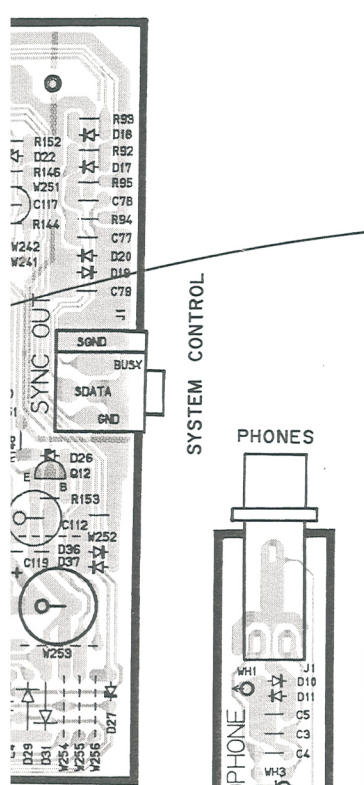 R93
D18
R152
R92
D22
D17
R146
R95
W251
C78
C117
R94
R144
C77
W242
D20
W241
D19
C79
J1
SYNC OUT
SGND
BUSY
SDATA
GND
SYSTEM CONTROL
PHONES
D26
E
Q12
B
R153
C112
W252
D36
D37
C119
+
W253
D27
D29
D31
W254
W255
W256
WH1
J1
D10
D11
C5
C3
C4
WH3
PHONE